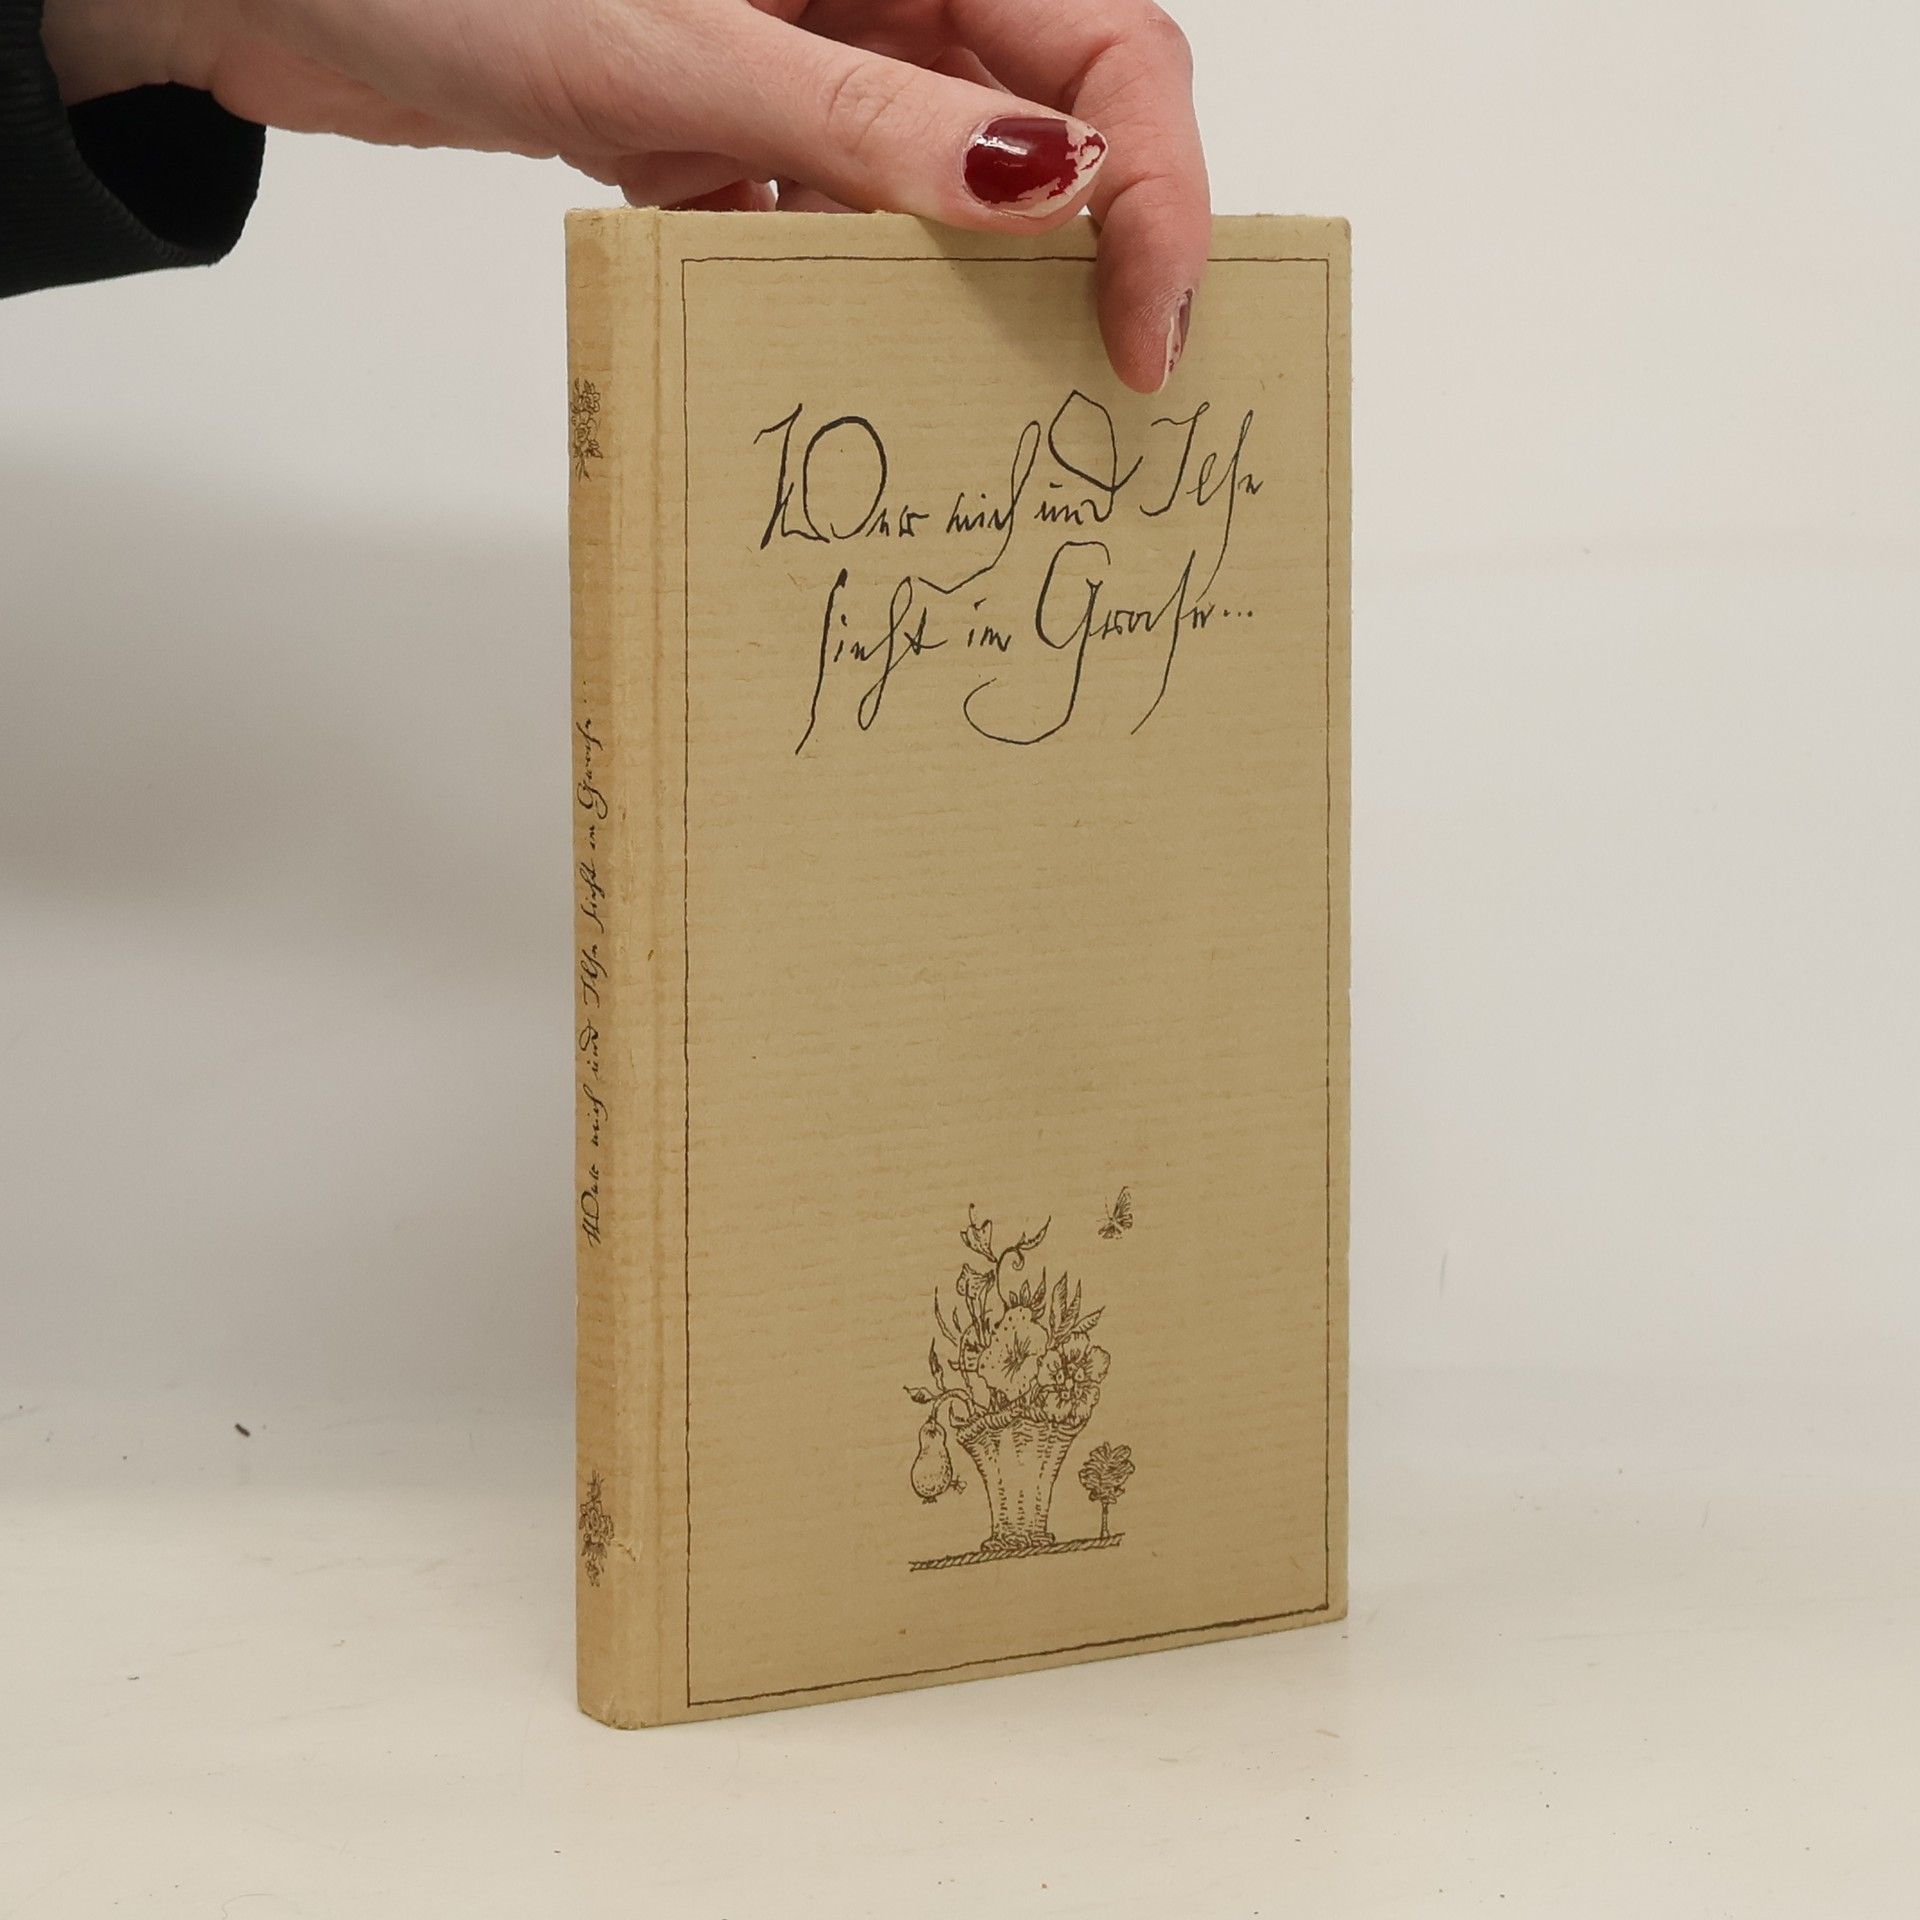 Wer mich und Ilse
sieht im Grase...
Wer mich und Ilse sieht im Grase...